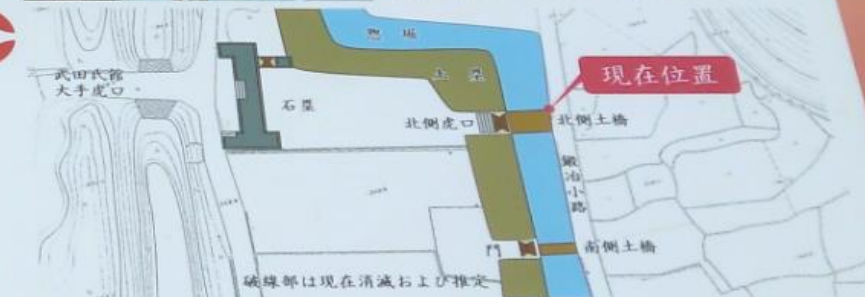 惣堀
土塁
現在位置
武田氏館
大手虎口
石塁
北側虎口
北側土橋
鍛冶小路
門
南側土橋
破線部は現在消滅および推定